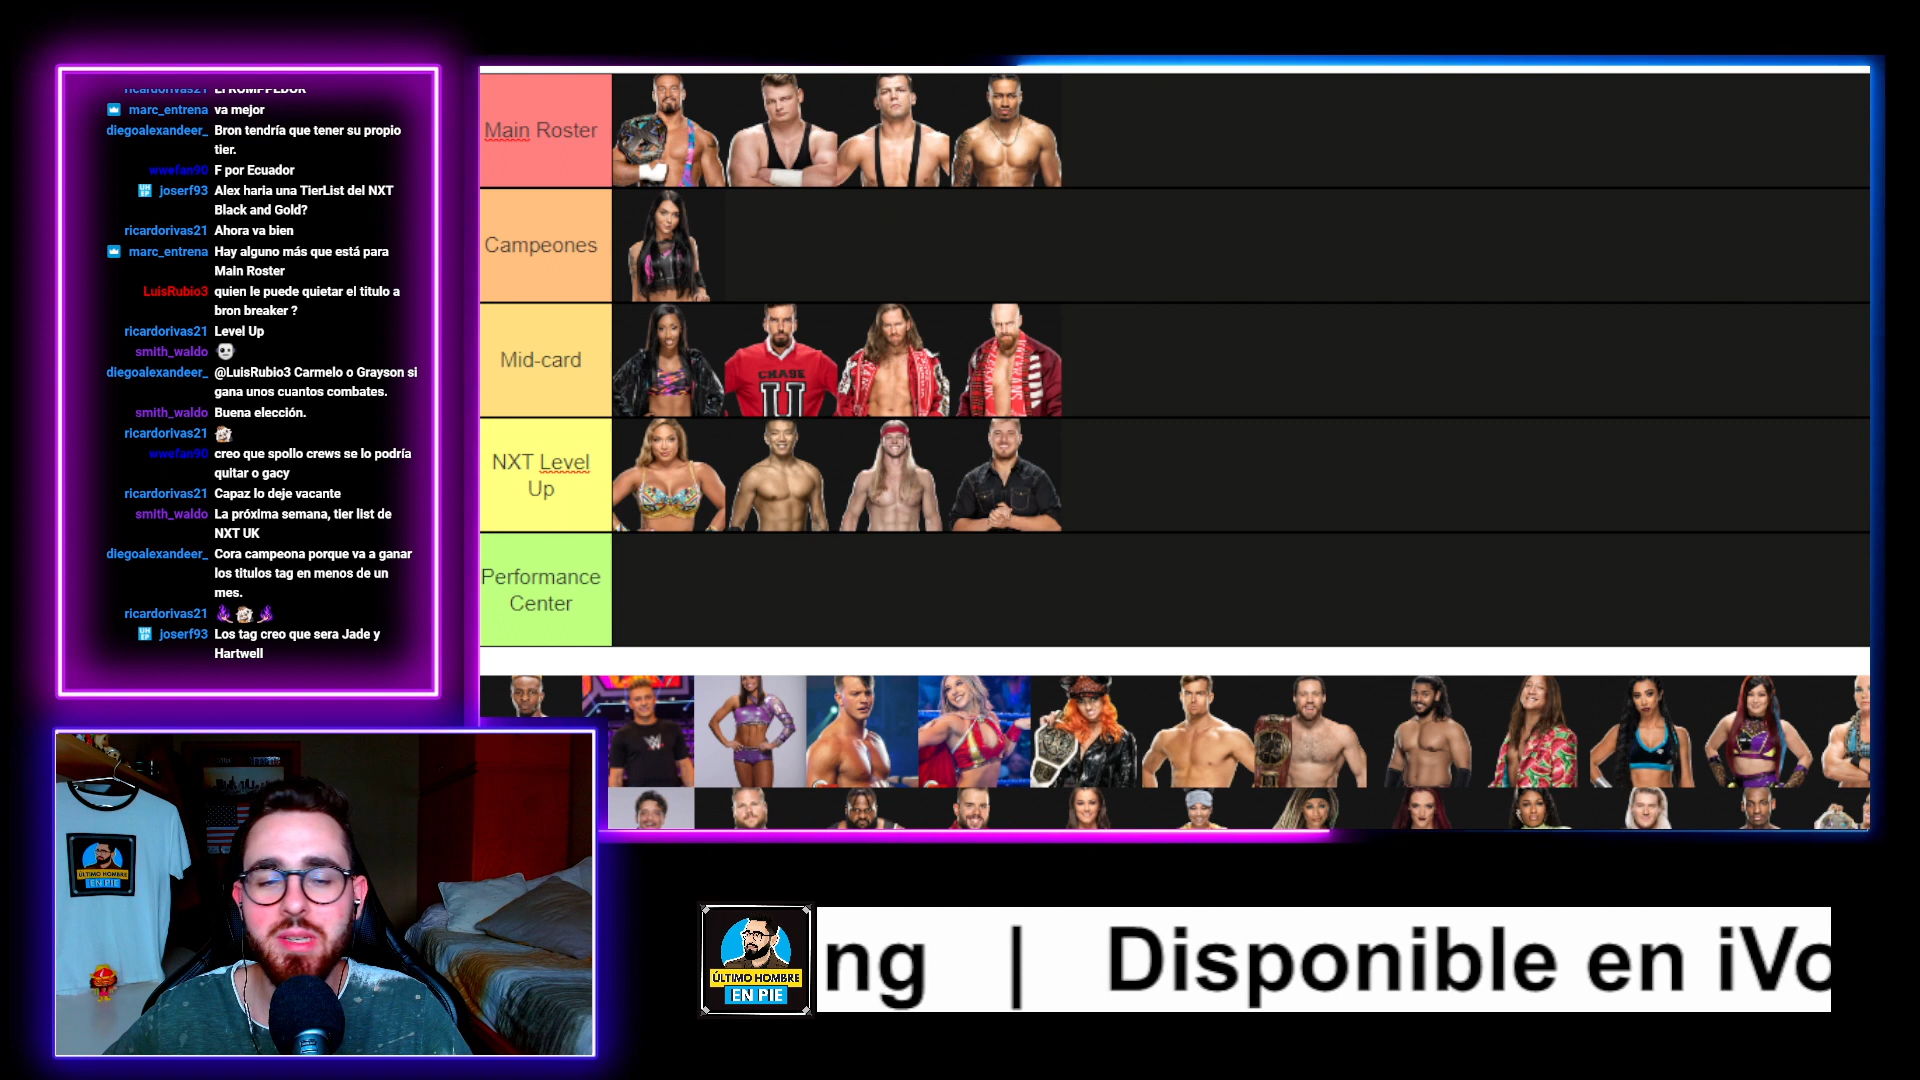 marc_entrena va mejor
diegoalexandeer_ Bron tendría que tener su propio
tier.
wwefan90 F por Ecuador
joserf93 Alex haria una TierList del NXT
Black and Gold?
ricardorivas21 Ahora va bien
marc_entrena Hay alguno más que está para
Main Roster
LuisRubio3 quien le puede quietar el titulo a
bron breaker ?
ricardorivas21 Level Up
smith_waldo
diegoalexandeer_ @LuisRubio3 Carmelo o Grayson si
gana unos cuantos combates.
smith_waldo Buena elección.
ricardorivas21
wwefan90 creo que spollo crews se lo podría
quitar o gacy
ricardorivas21 Capaz lo deje vacante
smith_waldo La próxima semana, tier list de
NXT UK
diegoalexandeer_ Cora campeona porque va a ganar
los titulos tag en menos de un
mes.
ricardorivas21
joserf93 Los tag creo que sera Jade y
Hartwell
Main Roster
Campeones
Mid-card
CHASE
U
NXT Level
Up
Performance
Center
ÚLTIMO HOMBRE
EN PIE
ÚLTIMO HOMBRE
EN PIE
ng | Disponible en iVo